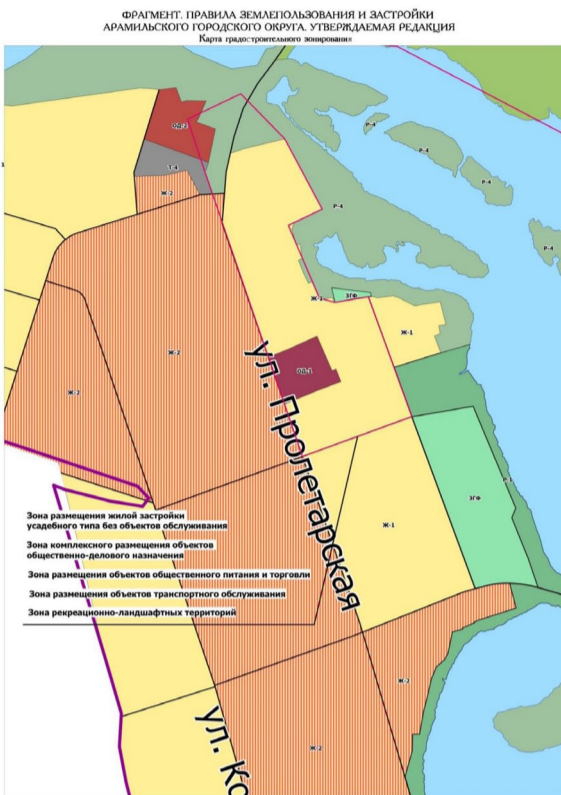 ФРАГМЕНТ. ПРАВИЛА ЗЕМЛЕПОЛЬЗОВАНИЯ И ЗАСТРОЙКИ
АРАМИЛЬСКОГО ГОРОДСКОГО ОКРУГА. УТВЕРЖДАЕМАЯ РЕДАКЦИЯ
Карта градостроительного зонирования
ОД-2
Р-4
Р-4
Т-4
Р-4
Ж-2
Р-4
Р-4
Ж-1
ЗГФ
Ж-1
Ж-2
ОД-1
Ж-2
ул. Пролетарская
Р-1
ЗГФ
Ж-1
Зона размещения жилой застройки
усадебного типа без объектов обслуживания
Зона комплексного размещения объектов
общественно-делового назначения
Зона размещения объектов общественного питания и торговли
Зона размещения объектов транспортного обслуживания
Зона рекреационно-ландшафтных территорий
Ж-2
ул. Ко
Ж-2